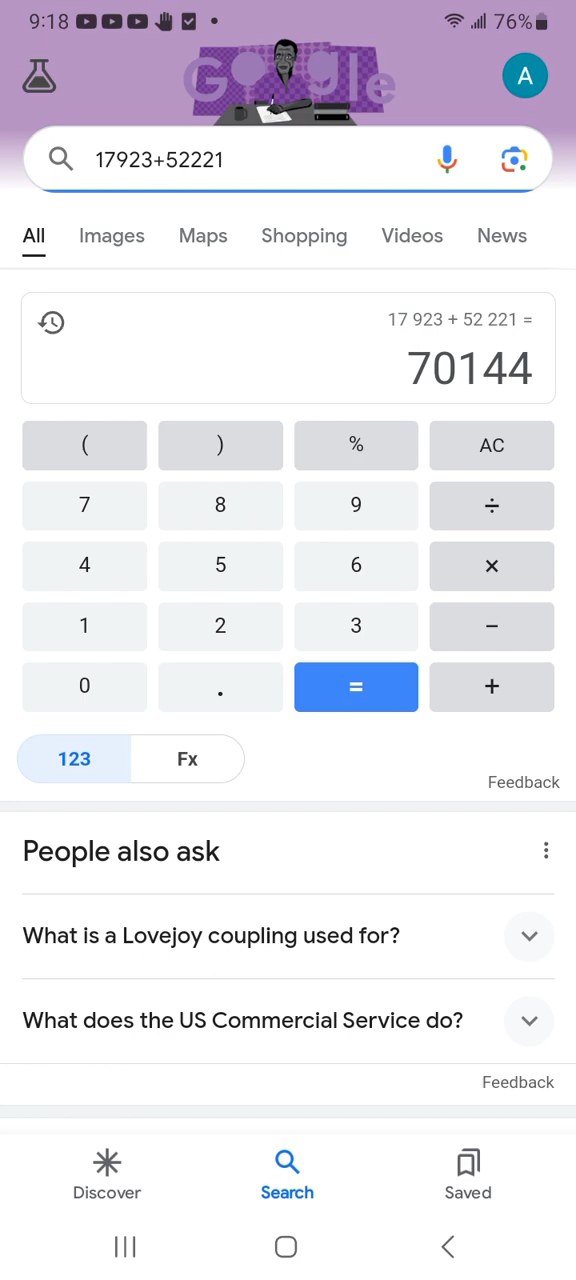 9:18 76%
Google
A
17923+52221
All Images Maps Shopping Videos News
17 923 + 52 221 =
70144
( ) % AC
7 8 9 ÷
4 5 6 ×
1 2 3 −
0 . = +
123 Fx
Feedback
People also ask
What is a Lovejoy coupling used for?
What does the US Commercial Service do?
Feedback
Discover Search Saved